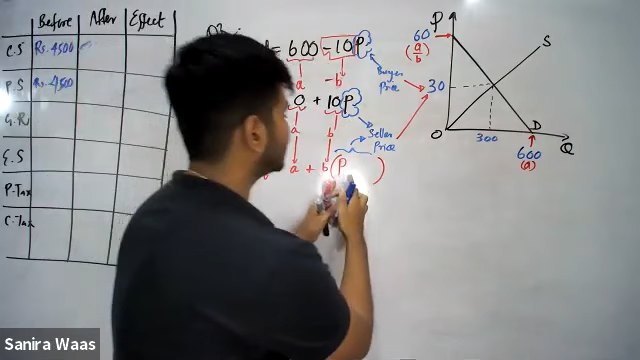 Before After Effect
C.S Rs.4500
P.S Rs.4500
G.R
E.S
P.Tax
C.Tax
= 600 - 10P
a -b
Buyer Price
0 + 10P
a b
Seller Price
a + b(P )
P
60
(a/b)
30
O
300
600
(a)
S
D
Q
Sanira Waas